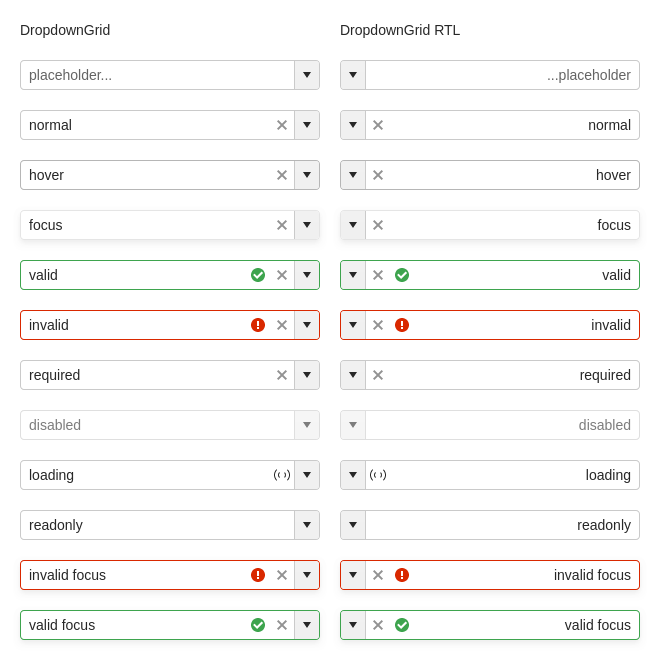 DropdownGrid
DropdownGrid RTL
placeholder...
...placeholder
normal
normal
hover
hover
focus
focus
valid
valid
invalid
invalid
required
required
disabled
disabled
loading
loading
readonly
readonly
invalid focus
invalid focus
valid focus
valid focus